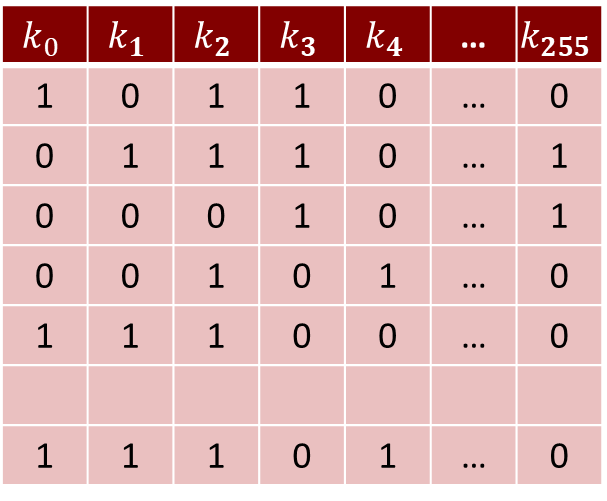 k₀ k₁ k₂ k₃ k₄ ... k₂₅₅
1 0 1 1 0 ... 0
0 1 1 1 0 ... 1
0 0 0 1 0 ... 1
0 0 1 0 1 ... 0
1 1 1 0 0 ... 0
1 1 1 0 1 ... 0